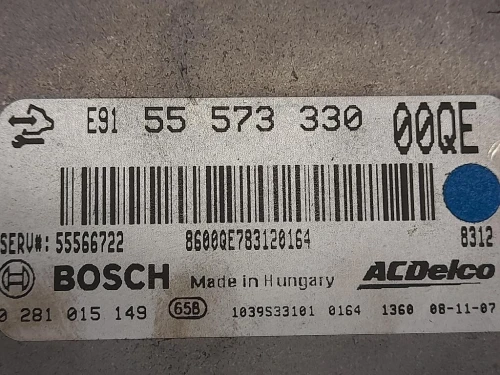 E91 55 573 330 00QE
SERV#: 55566722 8600QE783120164 8312
BOSCH Made in Hungary ACDelco
0 281 015 149 65B 1039S33101 0164 1360 08-11-07